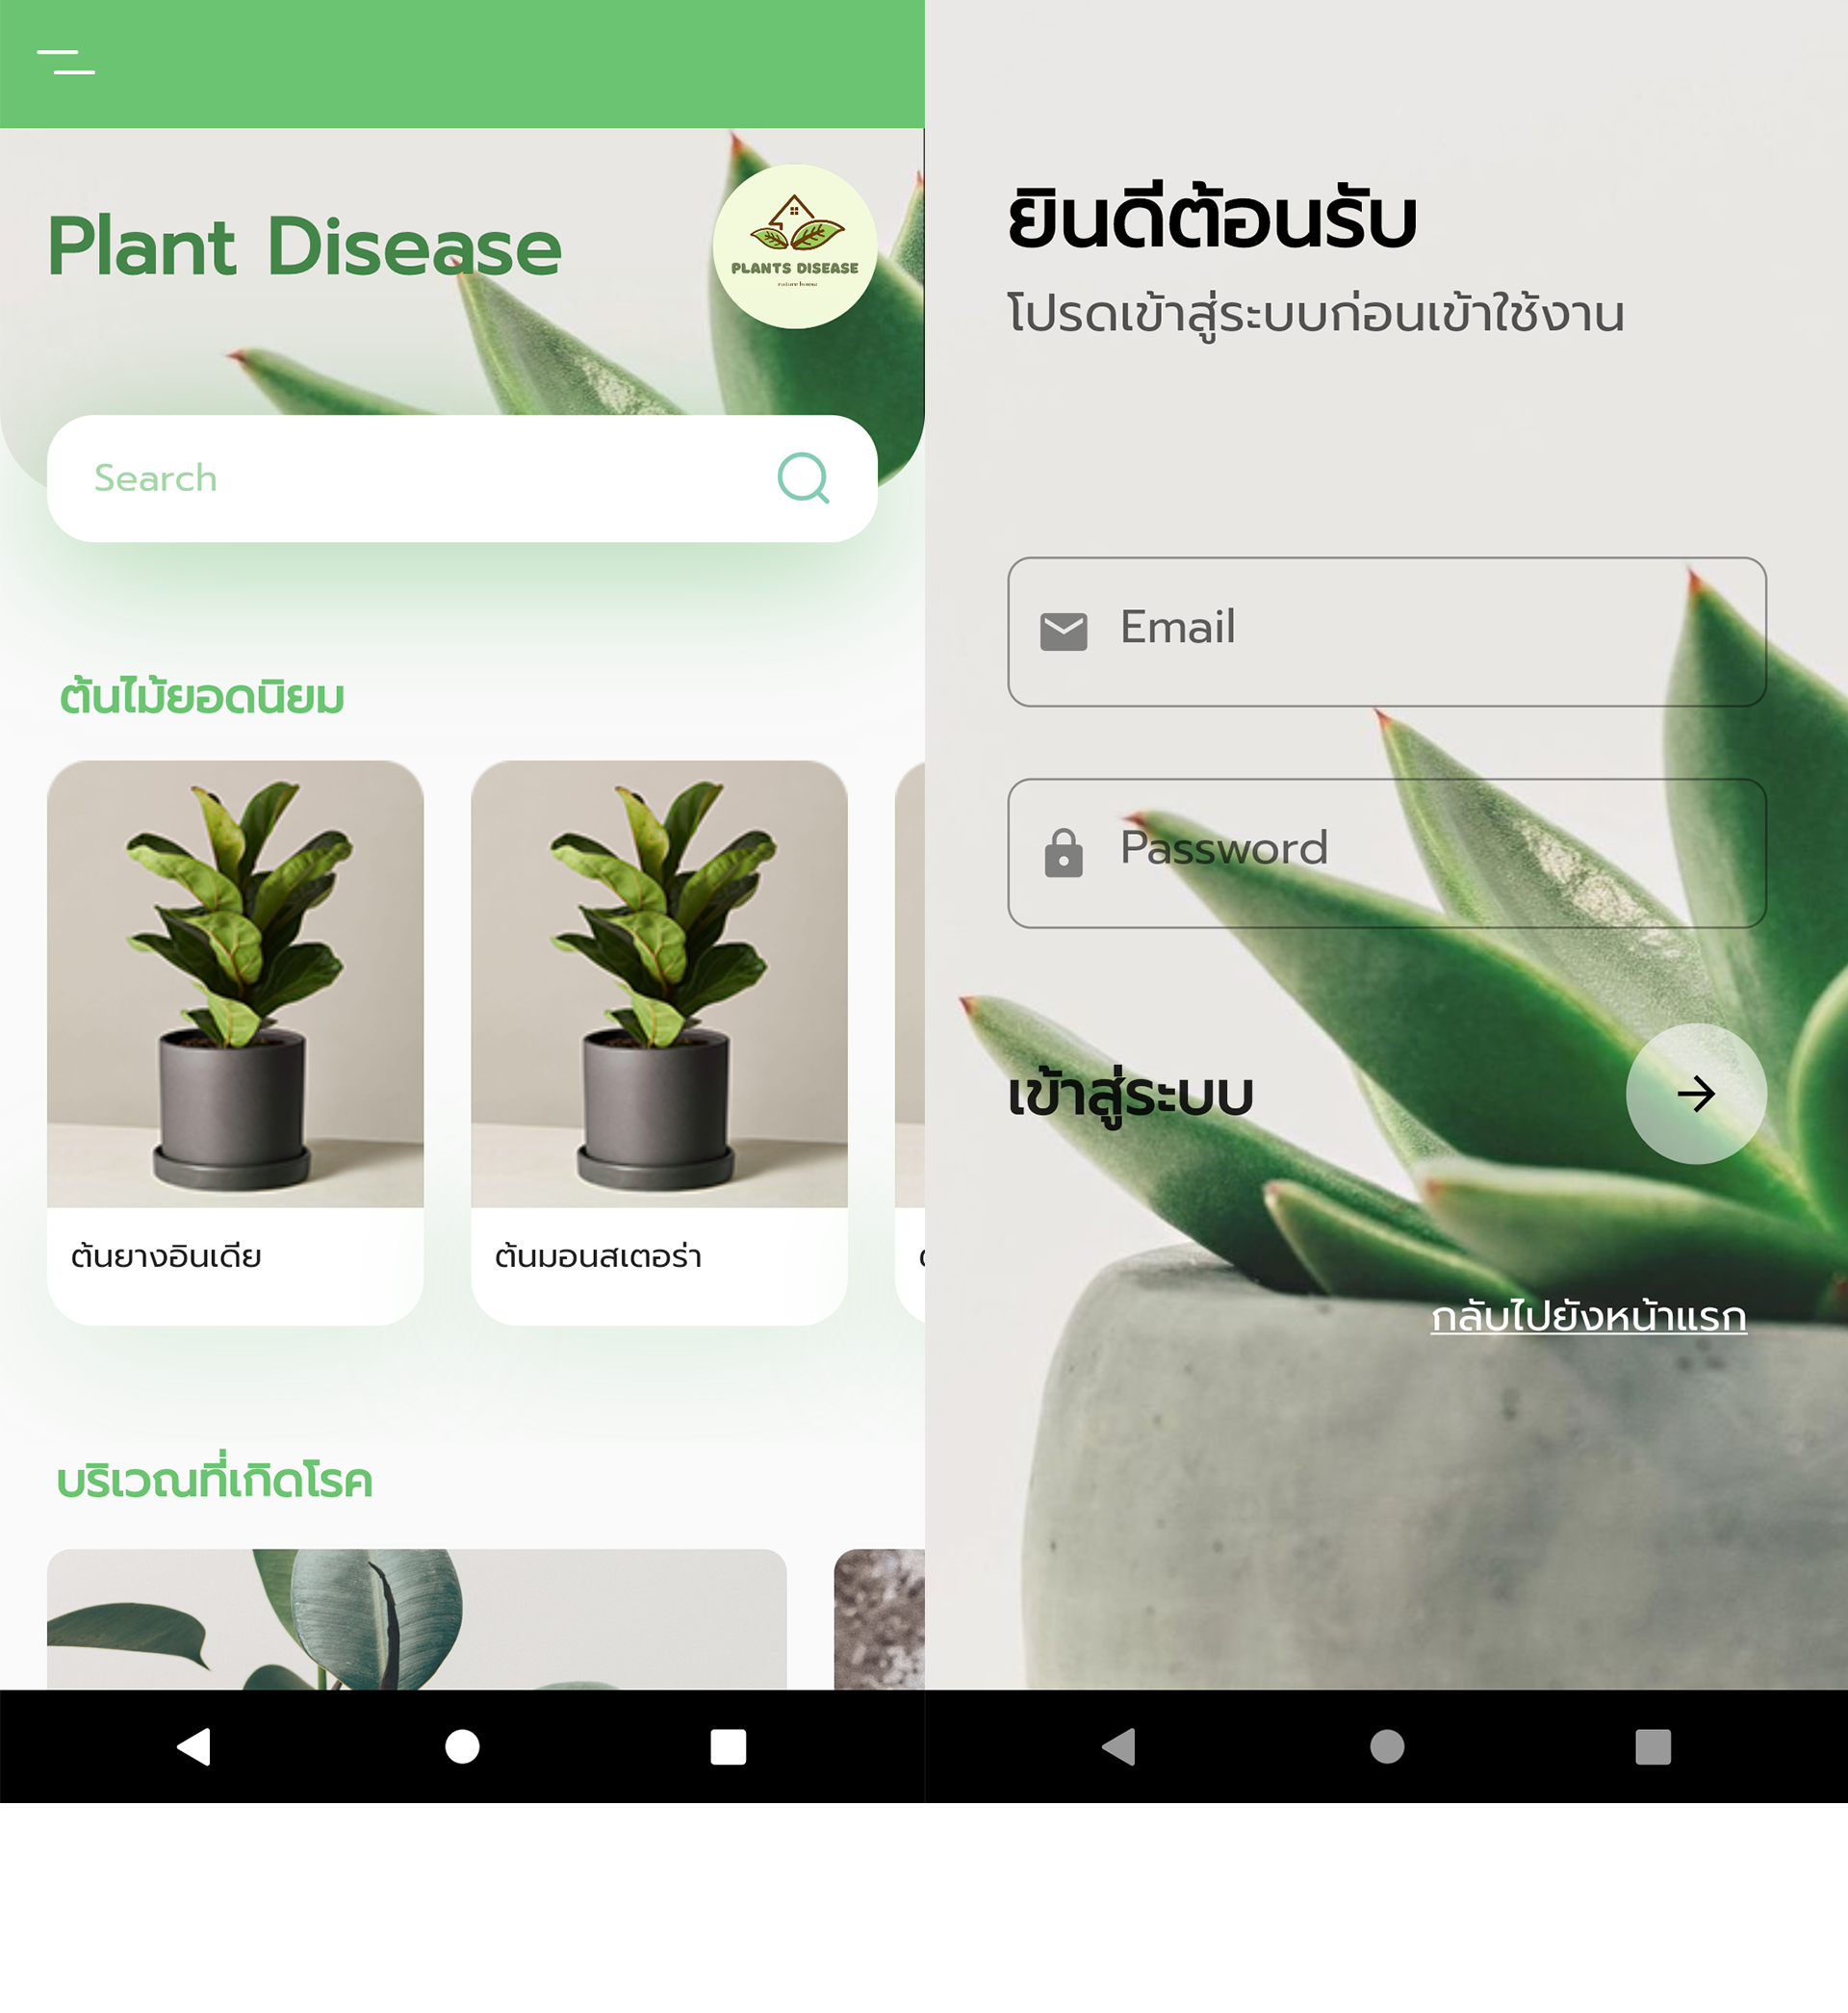 Plant Disease
PLANTS DISEASE
Search
ต้นไม้ยอดนิยม
ต้นยางอินเดีย
ต้นมอนสเตอร่า
บริเวณที่เกิดโรค
ยินดีต้อนรับ
โปรดเข้าสู่ระบบก่อนเข้าใช้งาน
Email
Password
เข้าสู่ระบบ
กลับไปยังหน้าแรก